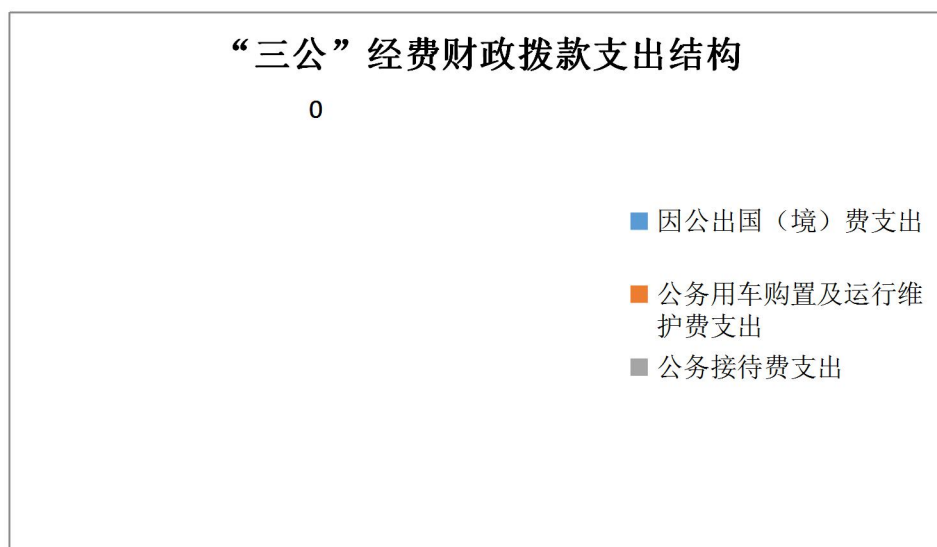 “三公”经费财政拨款支出结构
0
因公出国（境）费支出
公务用车购置及运行维
护费支出
公务接待费支出